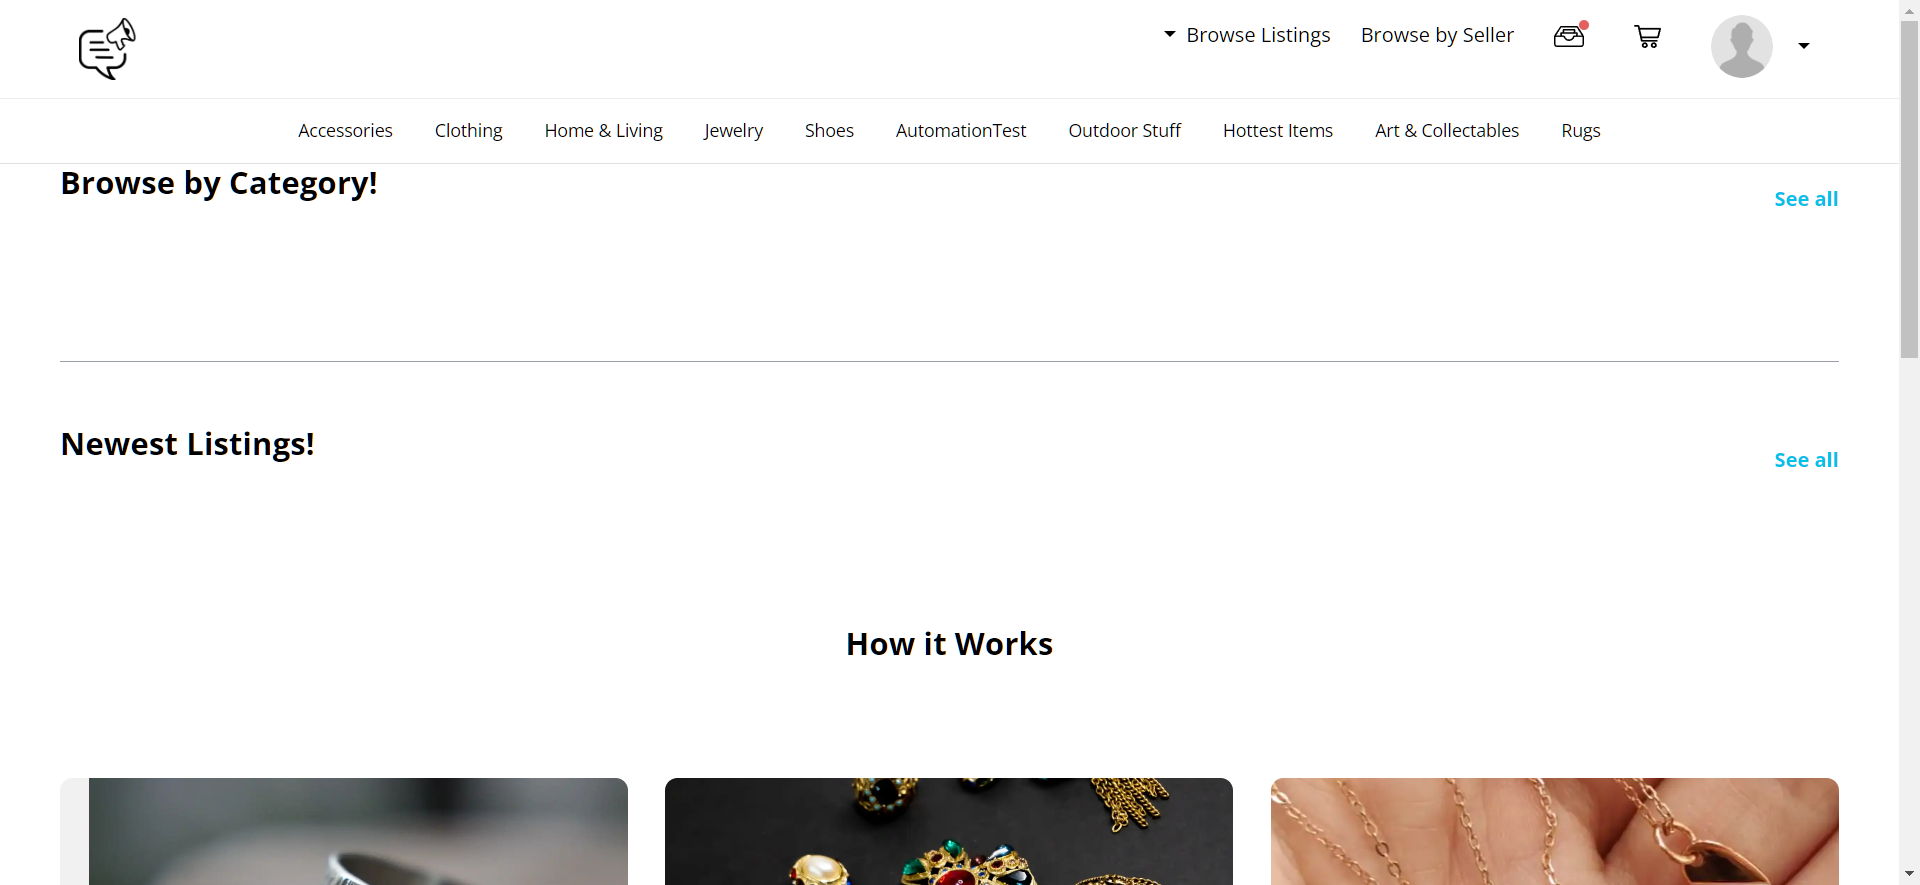 Browse Listings
Browse by Seller
Accessories
Clothing
Home & Living
Jewelry
Shoes
AutomationTest
Outdoor Stuff
Hottest Items
Art & Collectables
Rugs
Browse by Category!
See all
Newest Listings!
See all
How it Works